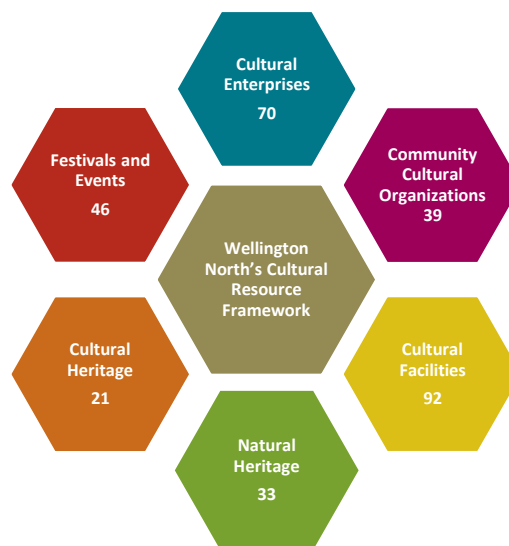 Cultural
Enterprises
70
Festivals and
Events
46
Community
Cultural
Organizations
39
Wellington
North’s Cultural
Resource
Framework
Cultural
Heritage
21
Cultural
Facilities
92
Natural
Heritage
33